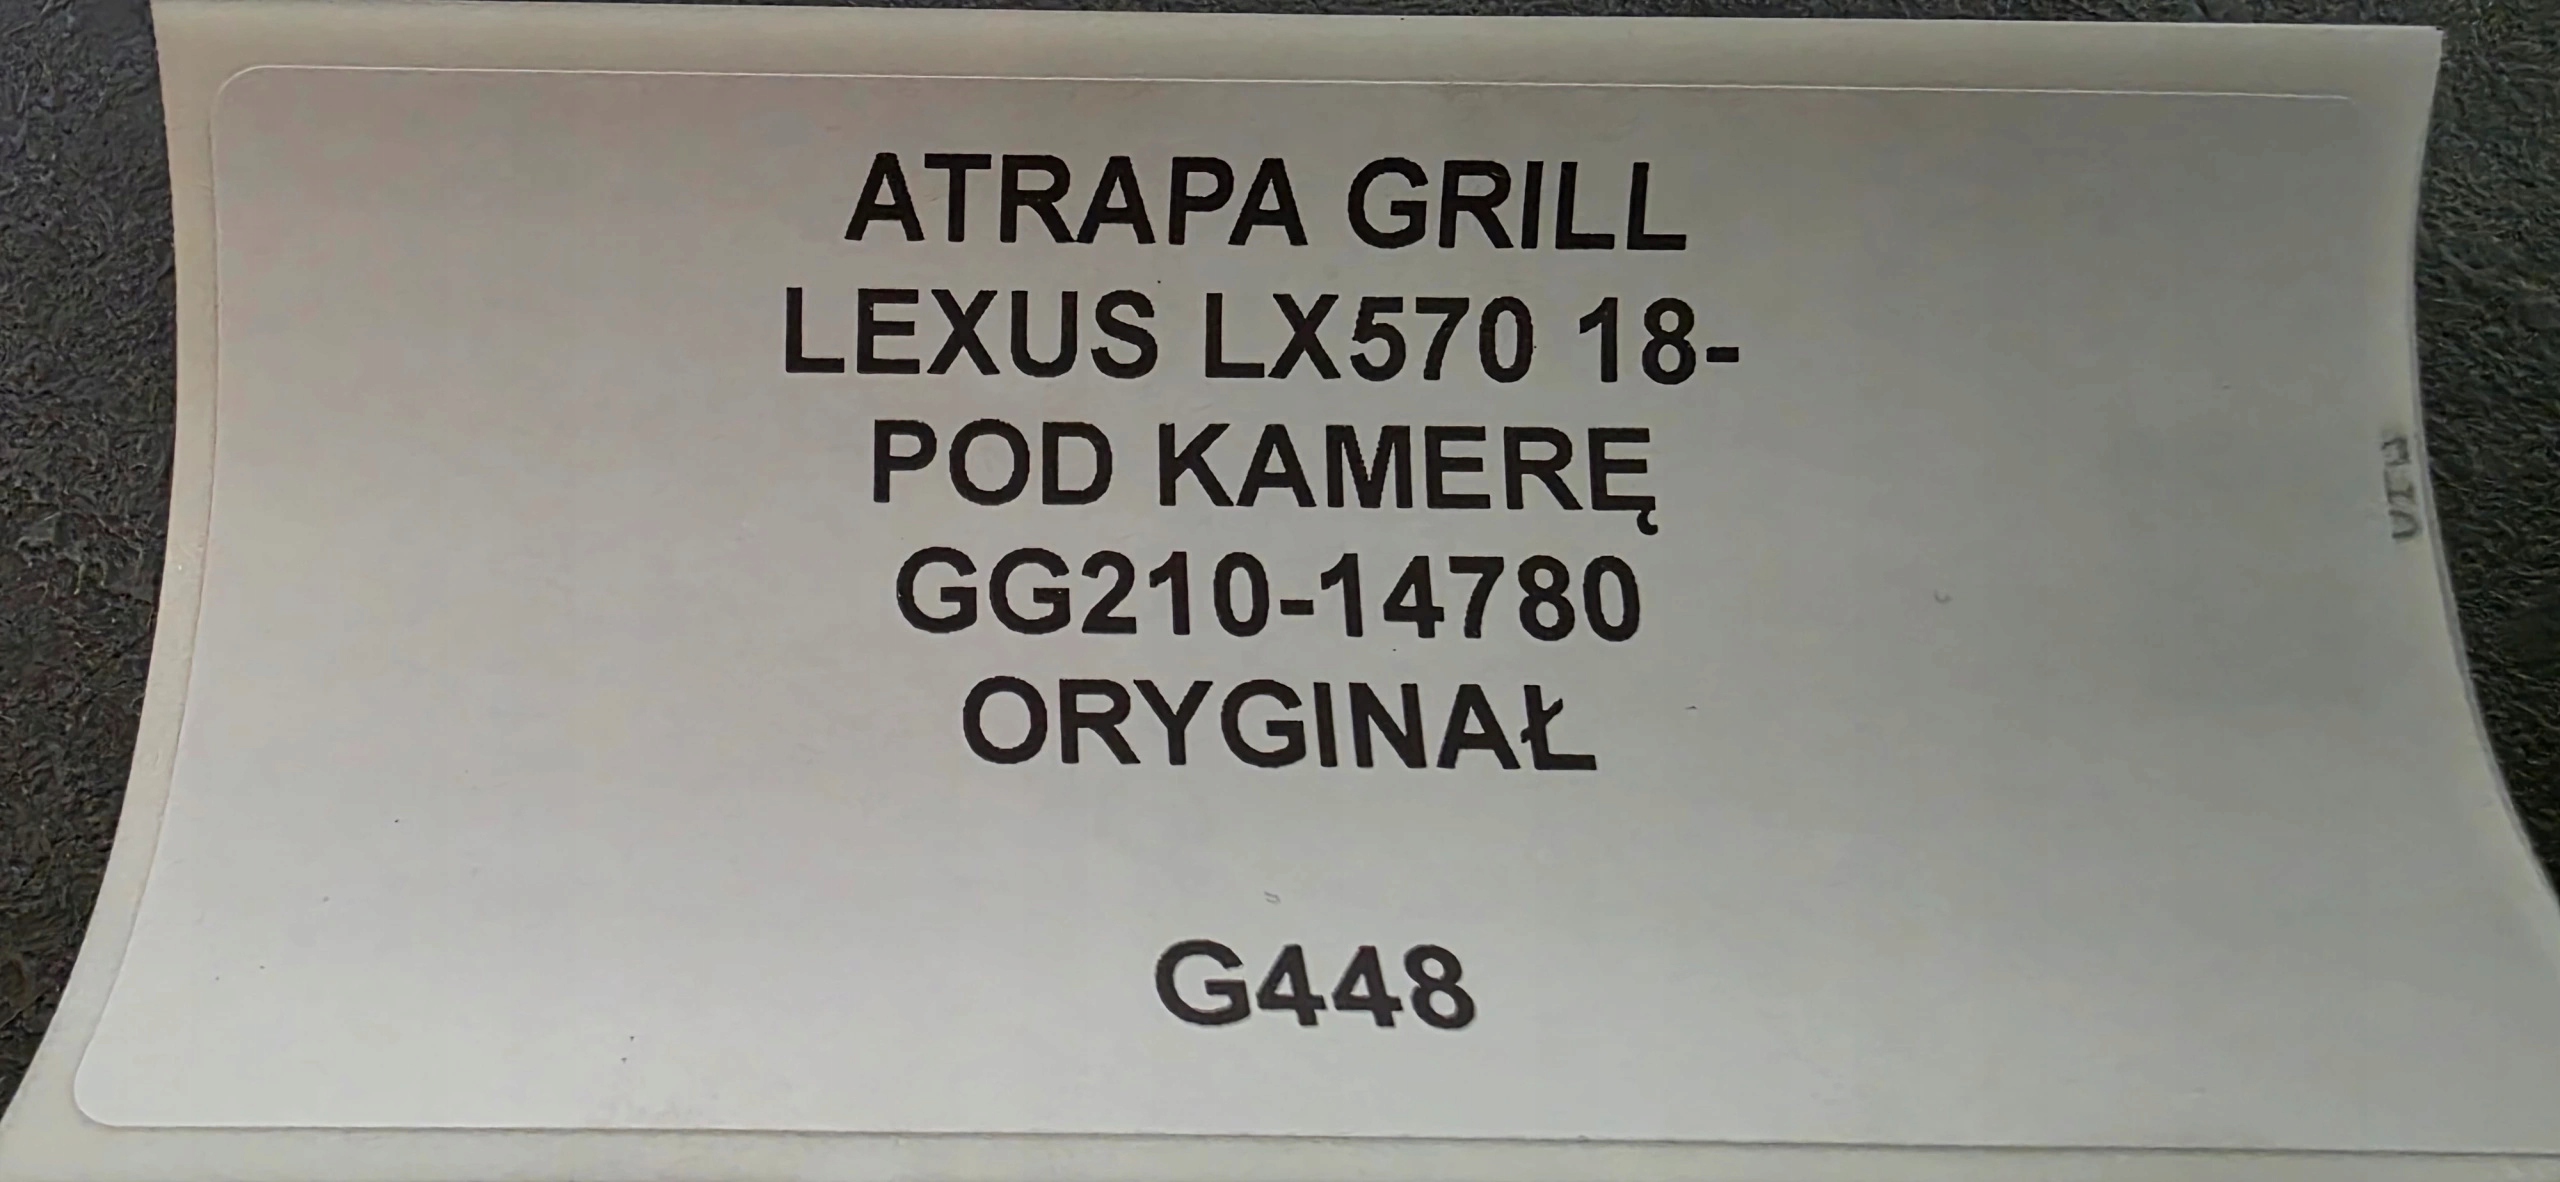 ATRAPA GRILL
LEXUS LX570 18-
POD KAMERĘ
GG210-14780
ORYGINAŁ
G448